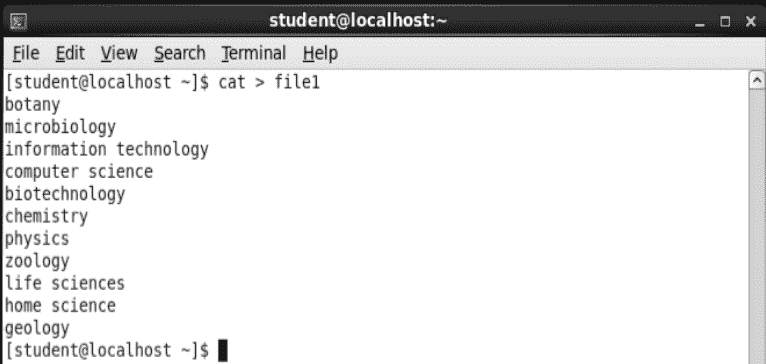 student@localhost:~
File Edit View Search Terminal Help
[student@localhost ~]$ cat > file1
botany
microbiology
information technology
computer science
biotechnology
chemistry
physics
zoology
life sciences
home science
geology
[student@localhost ~]$